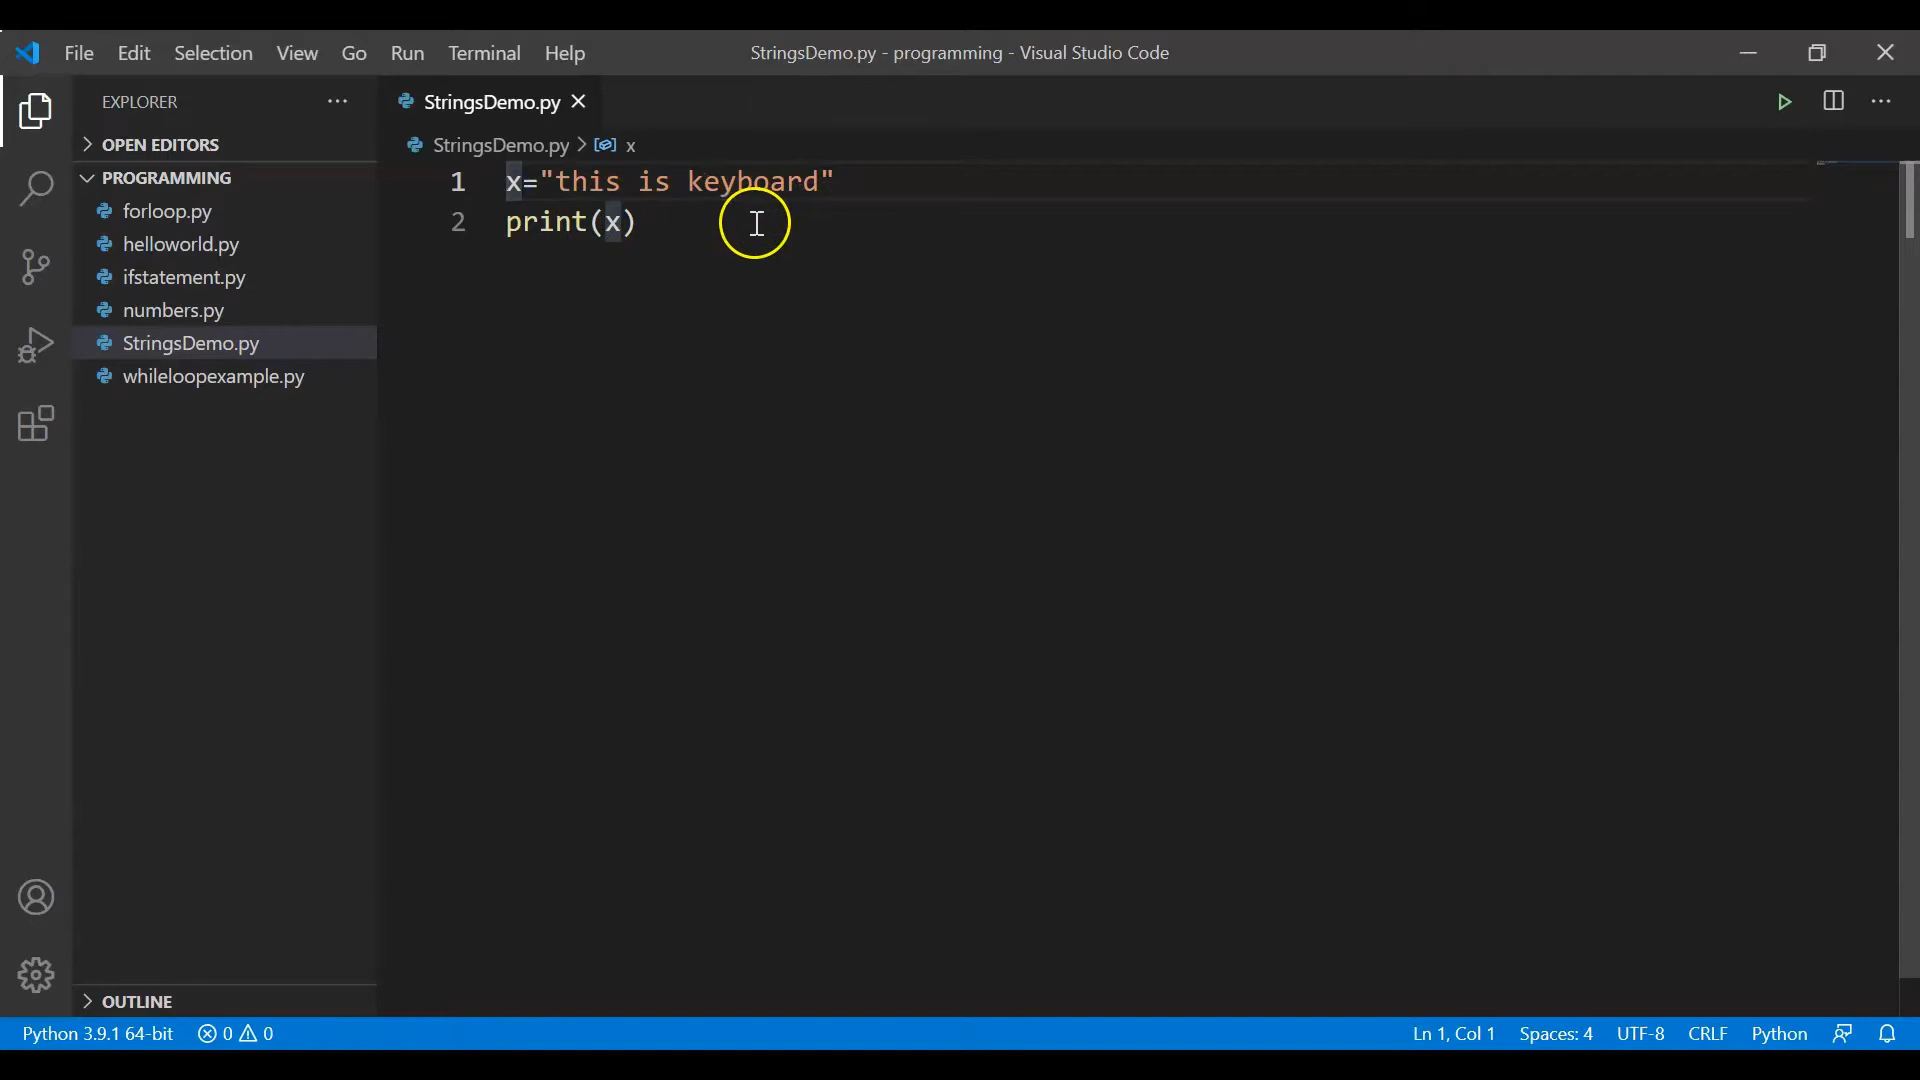 File Edit Selection View Go Run Terminal Help
StringsDemo.py - programming - Visual Studio Code
EXPLORER
StringsDemo.py
OPEN EDITORS
StringsDemo.py > x
PROGRAMMING
1 x="this is keyboard"
2 print(x)
forloop.py
helloworld.py
ifstatement.py
numbers.py
StringsDemo.py
whileloopexample.py
OUTLINE
Python 3.9.1 64-bit 0 0
Ln 1, Col 1 Spaces: 4 UTF-8 CRLF Python